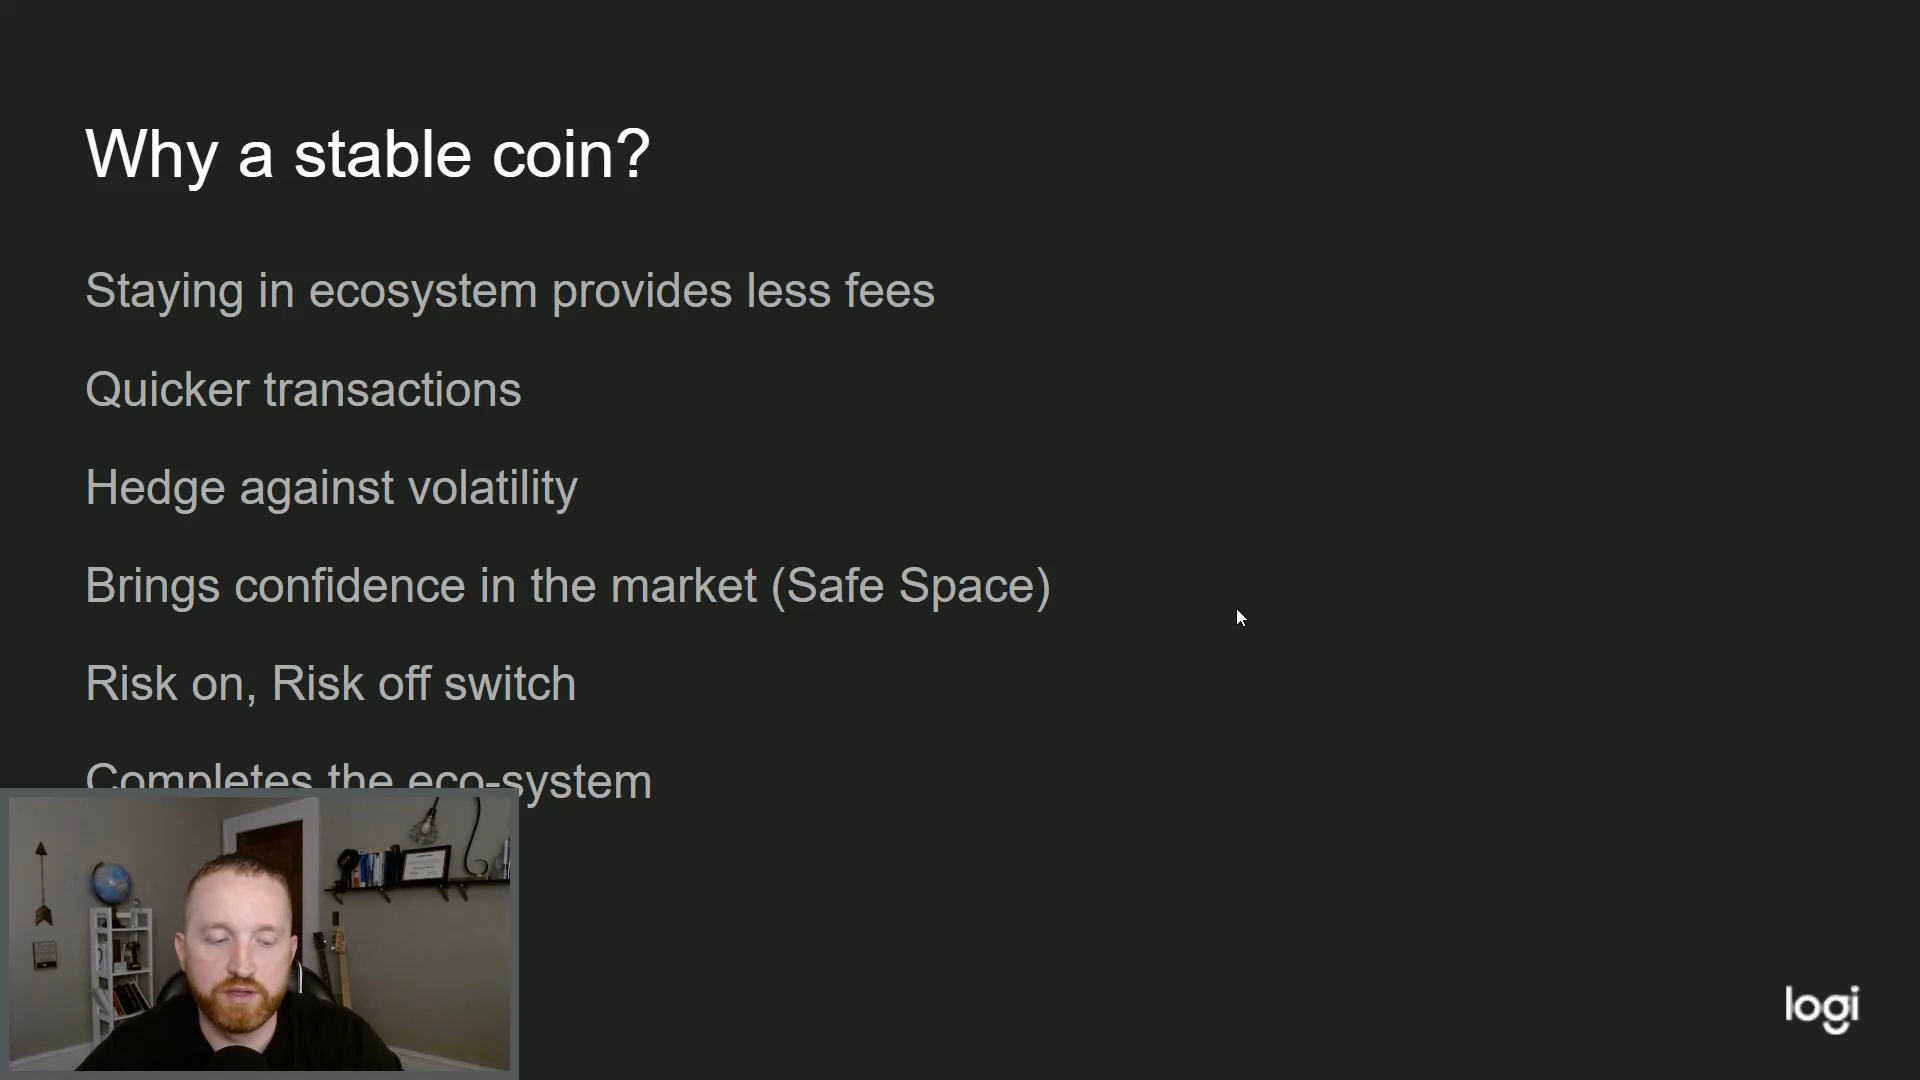 Why a stable coin?
Staying in ecosystem provides less fees
Quicker transactions
Hedge against volatility
Brings confidence in the market (Safe Space)
Risk on, Risk off switch
Completes the eco-system
logi